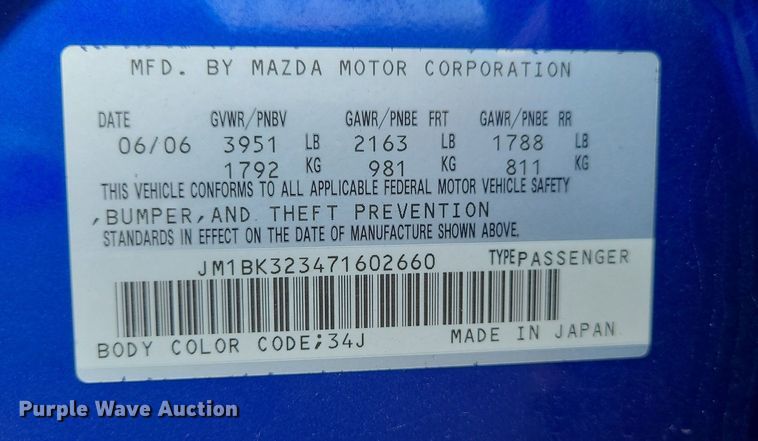 MFD. BY MAZDA MOTOR CORPORATION
DATE GVWR/PNBV GAWR/PNBE FRT GAWR/PNBE RR
06/06 3951 LB 2163 LB 1788 LB
1792 KG 981 KG 811 KG
THIS VEHICLE CONFORMS TO ALL APPLICABLE FEDERAL MOTOR VEHICLE SAFETY
,BUMPER,AND THEFT PREVENTION
STANDARDS IN EFFECT ON THE DATE OF MANUFACTURE SHOWN ABOVE.
JM1BK323471602660 TYPE PASSENGER
BODY COLOR CODE;34J MADE IN JAPAN
Purple Wave Auction